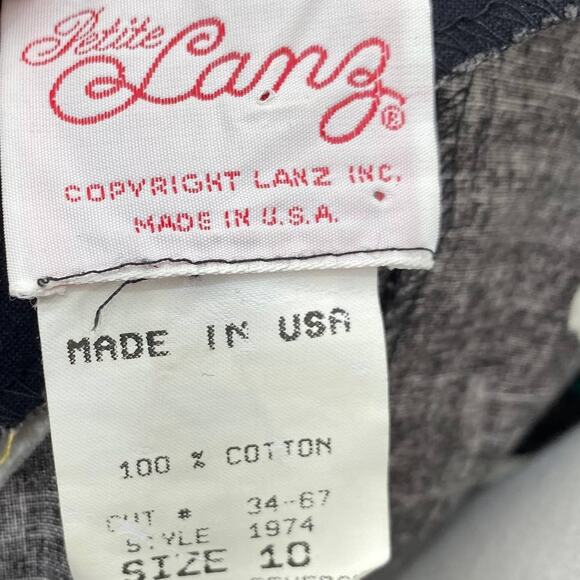 Petite
Lanz®
COPYRIGHT LANZ INC.
MADE IN U.S.A.
MADE IN USA
100 % COTTON
CUT # 34-67
STYLE 1974
SIZE 10